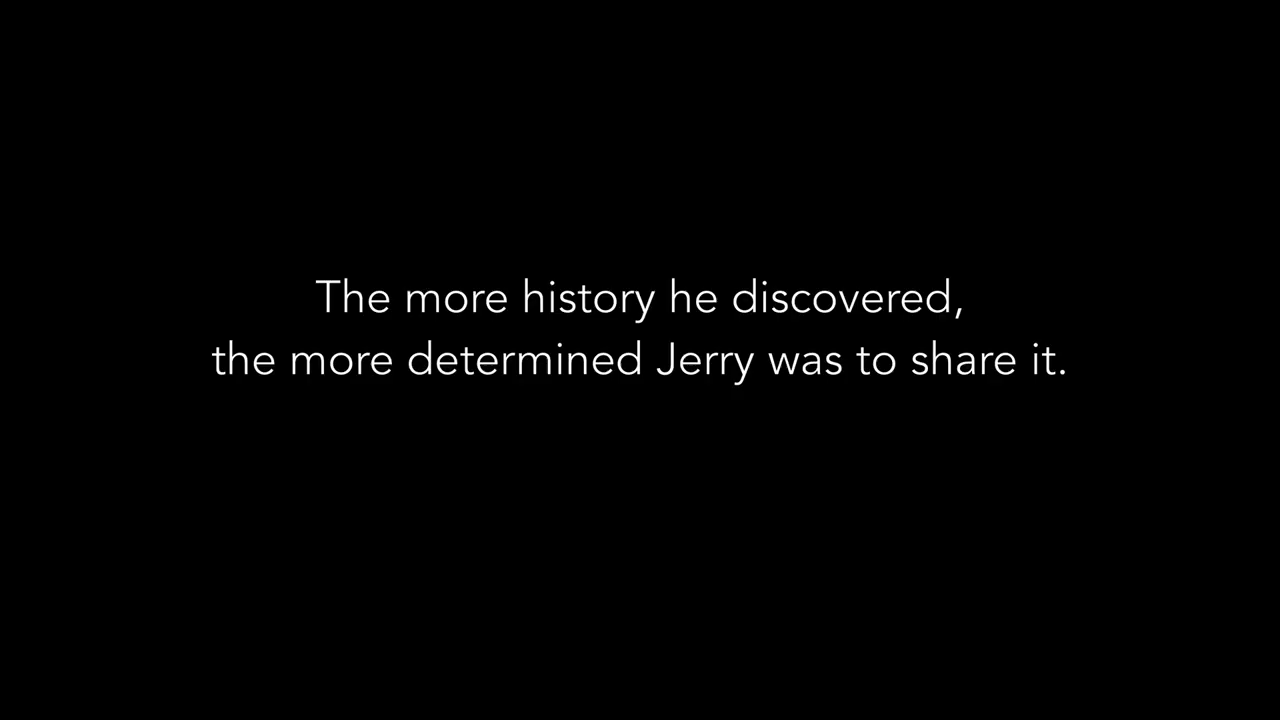 The more history he discovered,
the more determined Jerry was to share it.